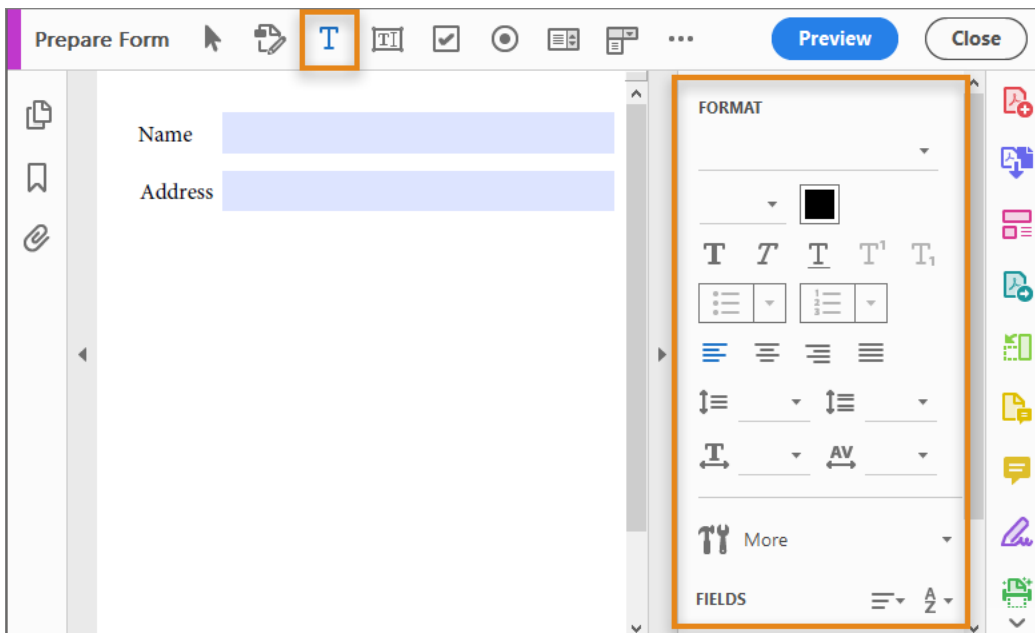 Prepare Form
Preview
Close
Name
Address
FORMAT
More
FIELDS